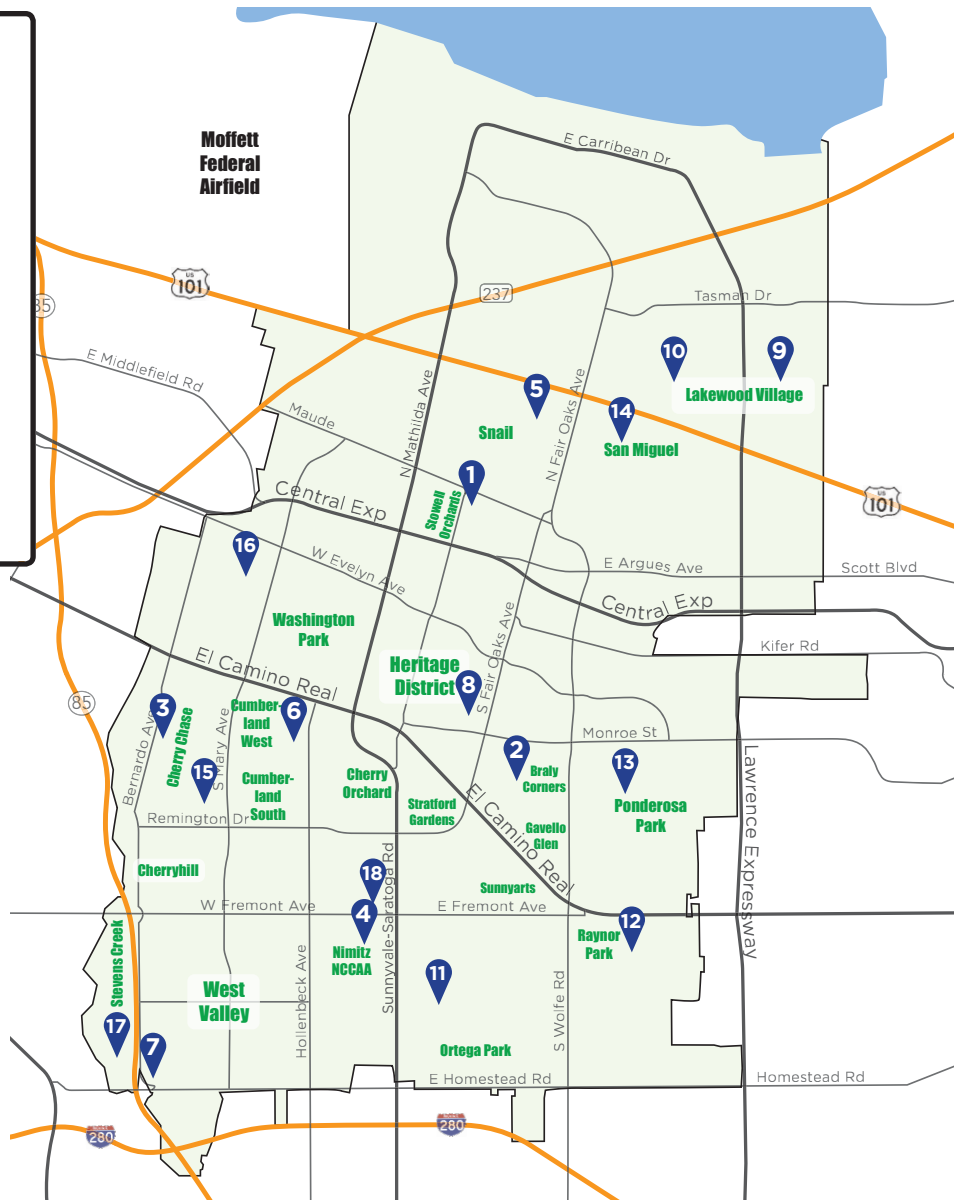 Moffett
Federal
Airfield
E Carribean Dr
US
101
237
85
Tasman Dr
E Middlefield Rd
10
9
Lakewood Village
5
Maude
N Mathilda Ave
N Fair Oaks Ave
14
Snail
San Miguel
1
Stowell
Orchards
Central Exp
US
101
16
W Evelyn Ave
E Argues Ave
Scott Blvd
Central Exp
Washington
Park
Kifer Rd
El Camino Real
Heritage
District
8
S Fair Oaks Ave
85
3
Cumber-
land
West
6
Bernardo Ave
Cherry Chase
S Mary Ave
Monroe St
2
13
15
Cherry
Orchard
Braly
Corners
Cumber-
land
South
El Camino Real
Stratford
Gardens
Ponderosa
Park
Lawrence Expressway
Remington Dr
Gavello
Glen
Cherryhill
18
Sunnyarts
W Fremont Ave
4
E Fremont Ave
12
Sunnyvale-Saratoga Rd
Raynor
Park
Stevens Creek
Nimitz
NCCAA
11
West
Valley
Hollenbeck Ave
S Wolfe Rd
17
7
Ortega Park
E Homestead Rd
Homestead Rd
280
280